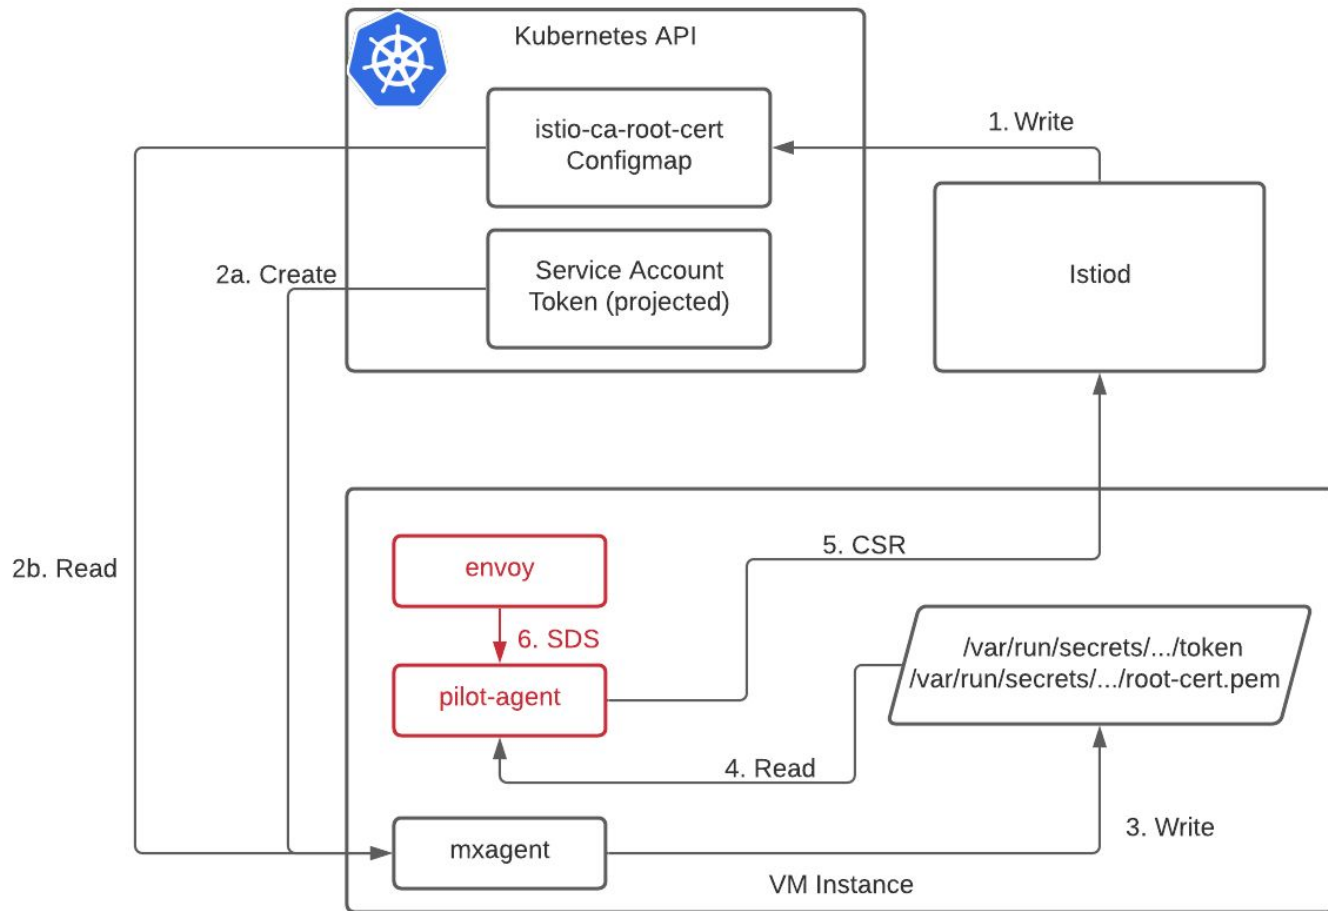 Kubernetes API
istio-ca-root-cert
Configmap
1. Write
Service Account
Token (projected)
2a. Create
Istiod
2b. Read
envoy
5. CSR
6. SDS
pilot-agent
/var/run/secrets/.../token
/var/run/secrets/.../root-cert.pem
4. Read
mxagent
3. Write
VM Instance